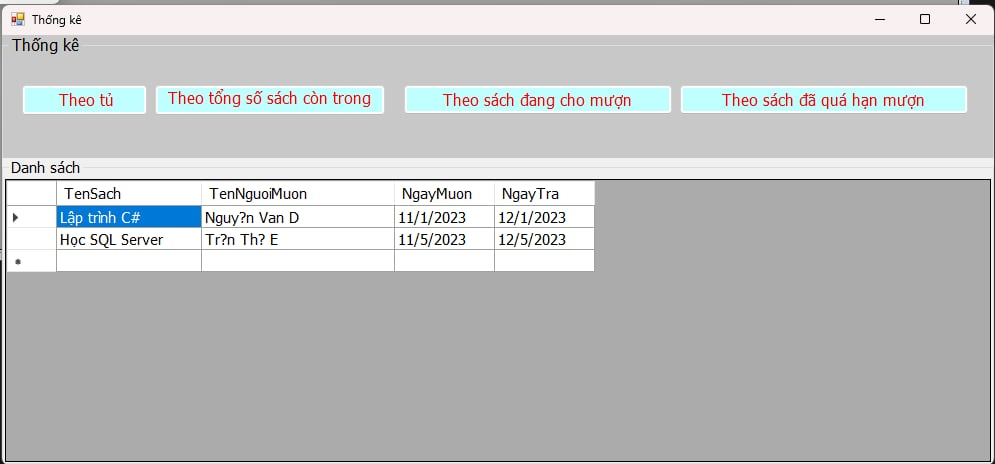 Thống kê
Thống kê
Theo tủ
Theo tổng số sách còn trong
Theo sách đang cho mượn
Theo sách đã quá hạn mượn
Danh sách
TenSach TenNguoiMuon NgayMuon NgayTra
Lập trình C# Nguy?n Van D 11/1/2023 12/1/2023
Học SQL Server Tr?n Th? E 11/5/2023 12/5/2023